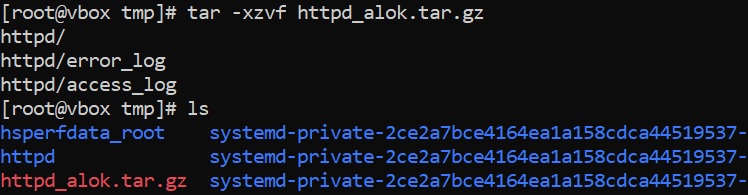 [root@vbox tmp]# tar -xzvf httpd_alok.tar.gz
httpd/
httpd/error_log
httpd/access_log
[root@vbox tmp]# ls
hsperfdata_root    systemd-private-2ce2a7bce4164ea1a158cdca44519537-
httpd              systemd-private-2ce2a7bce4164ea1a158cdca44519537-
httpd_alok.tar.gz  systemd-private-2ce2a7bce4164ea1a158cdca44519537-